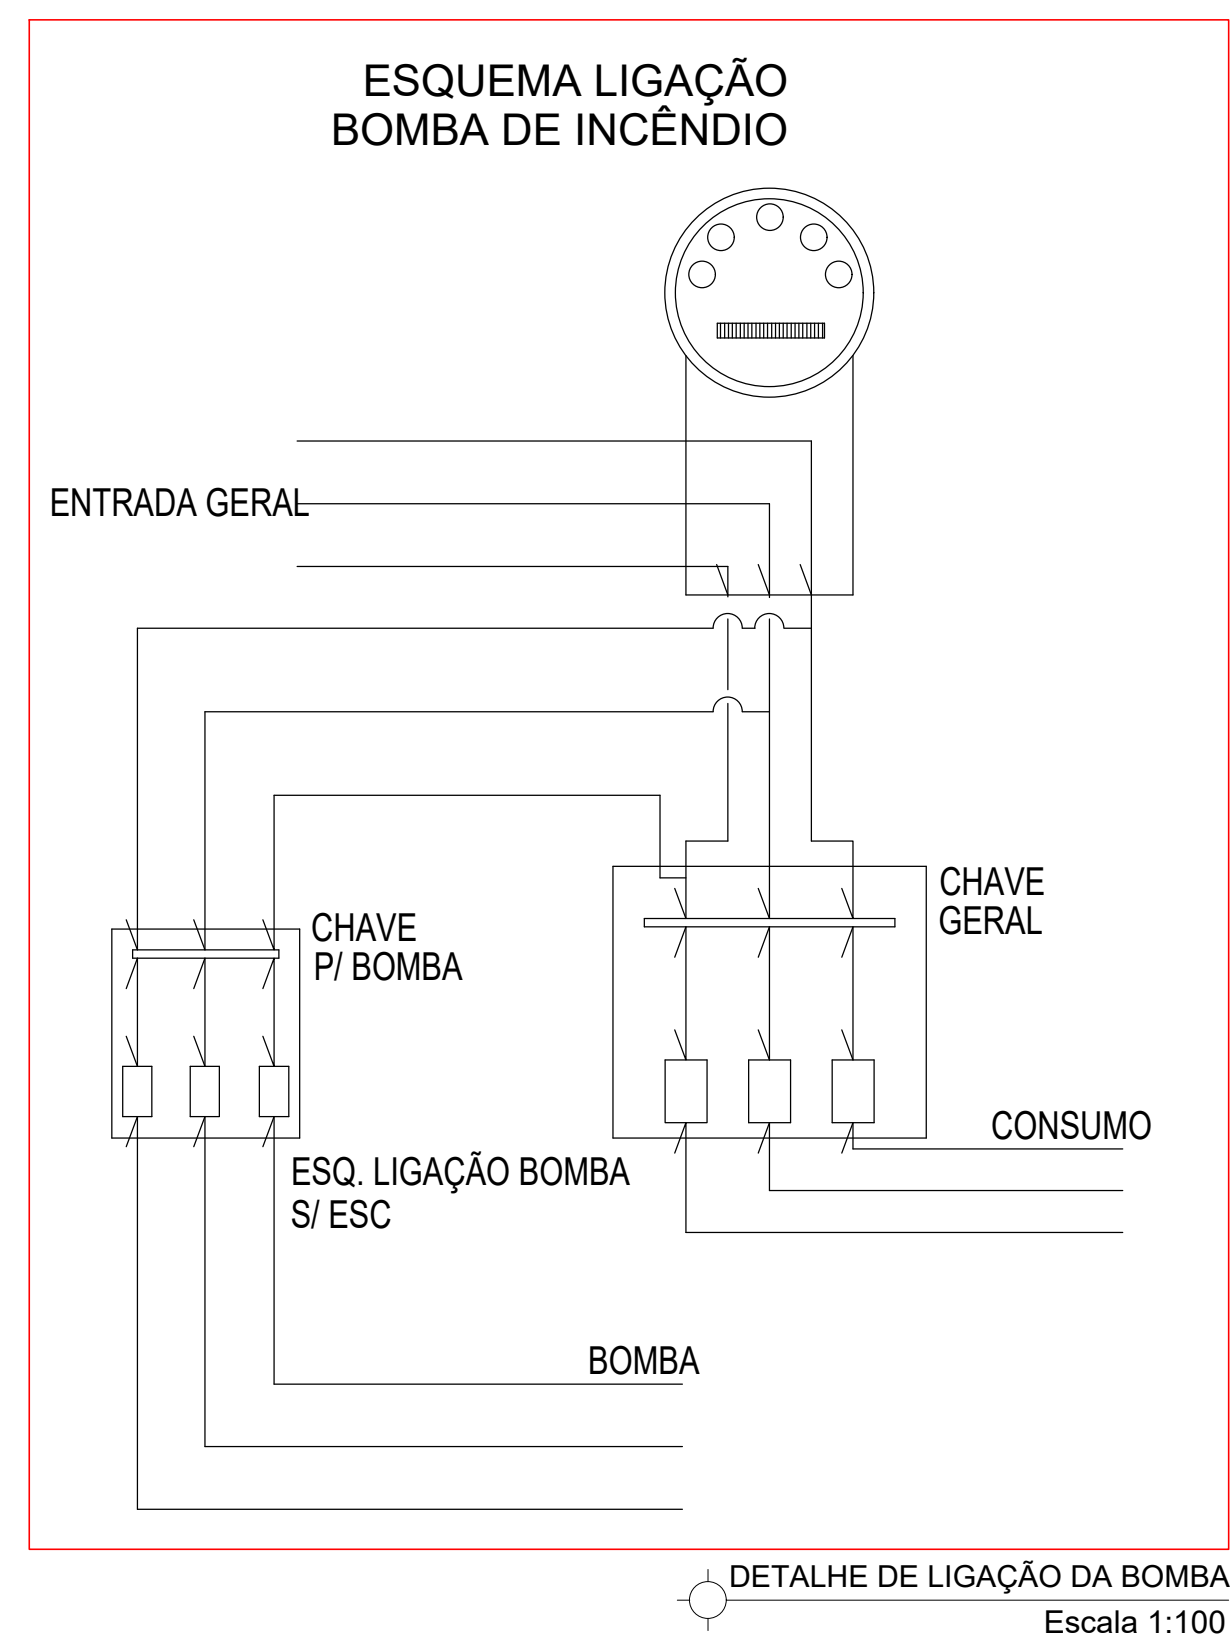 ESQUEMA LIGAÇÃO
BOMBA DE INCÊNDIO
ENTRADA GERAL
CHAVE
GERAL
CHAVE
P/ BOMBA
CONSUMO
ESQ. LIGAÇÃO BOMBA
S/ ESC
BOMBA
DETALHE DE LIGAÇÃO DA BOMBA
Escala 1:100